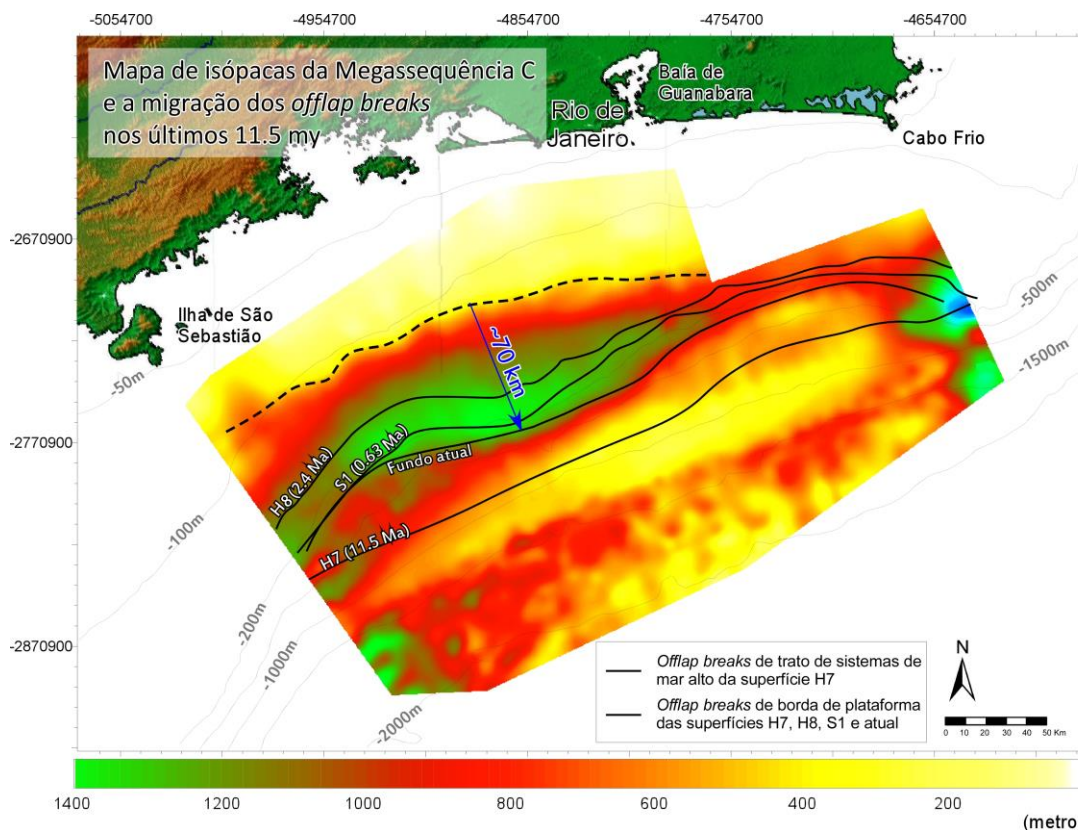 -5054700 -4954700 -4854700 -4754700 -4654700
Mapa de isópacas da Megassequência C
e a migração dos offlap breaks
nos últimos 11.5 my
Baía de
Guanabara
Rio de
Janeiro
Cabo Frio
-2670900
Ilha de São
Sebastião
-50m
-500m
-1500m
~70 km
-2770900
H8 (2.4 Ma)
S1 (0.63 Ma)
Fundo atual
H7 (11.5 Ma)
-100m
-200m
-1000m
-2000m
-2870900
Offlap breaks de trato de sistemas de
mar alto da superfície H7
Offlap breaks de borda de plataforma
das superfícies H7, H8, S1 e atual
N
0 10 20 30 40 50 Km
1400 1200 1000 800 600 400 200
(metro